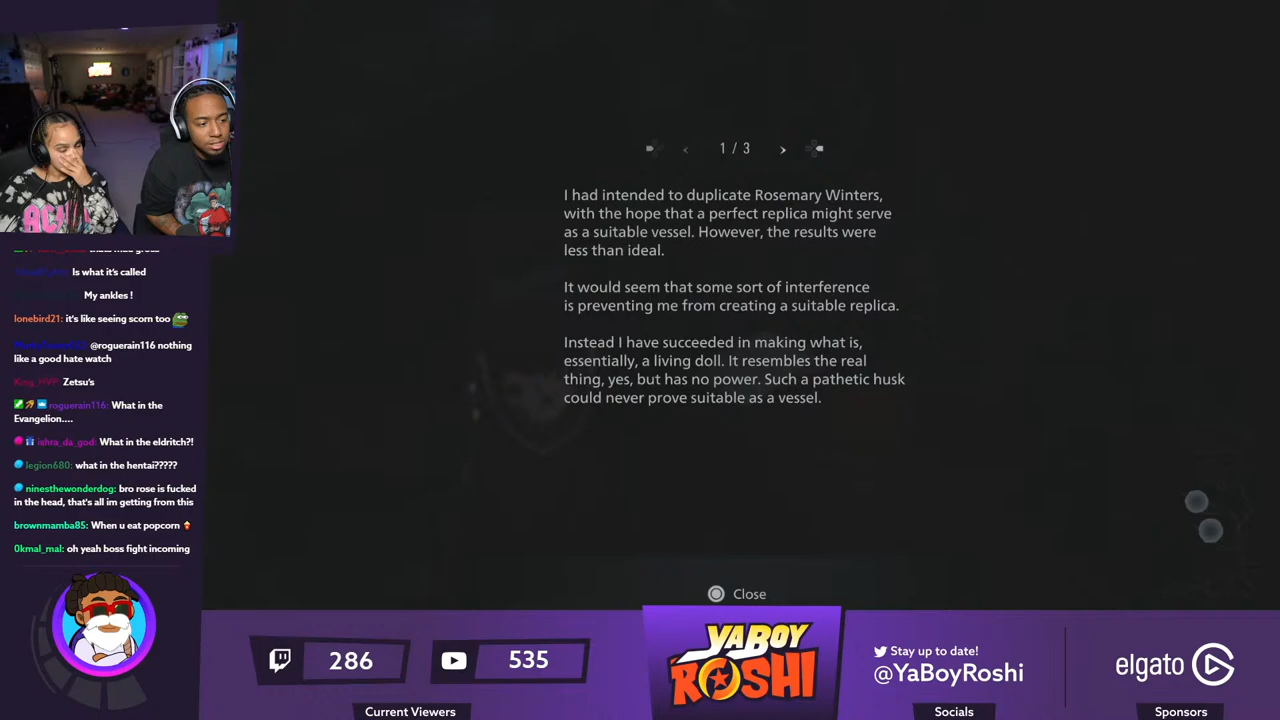 1 / 3
I had intended to duplicate Rosemary Winters,
with the hope that a perfect replica might serve
as a suitable vessel. However, the results were
less than ideal.
It would seem that some sort of interference
is preventing me from creating a suitable replica.
Instead I have succeeded in making what is,
essentially, a living doll. It resembles the real
thing, yes, but has no power. Such a pathetic husk
could never prove suitable as a vessel.
Close
Is what it's called
My ankles !
lonebird21: it's like seeing scorn too
@roguerain116 nothing
like a good hate watch
King_HVP: Zetsu's
roguerain116: What in the
Evangelion....
ishra_da_god: What in the eldritch?!
legion680: what in the hentai?????
ninesthewonderdog: bro rose is fucked
in the head, that's all im getting from this
brownmamba85: When u eat popcorn
0kmal_mal: oh yeah boss fight incoming
286
535
Current Viewers
YABOY
ROSHI
Stay up to date!
@YaBoyRoshi
Socials
elgato
Sponsors